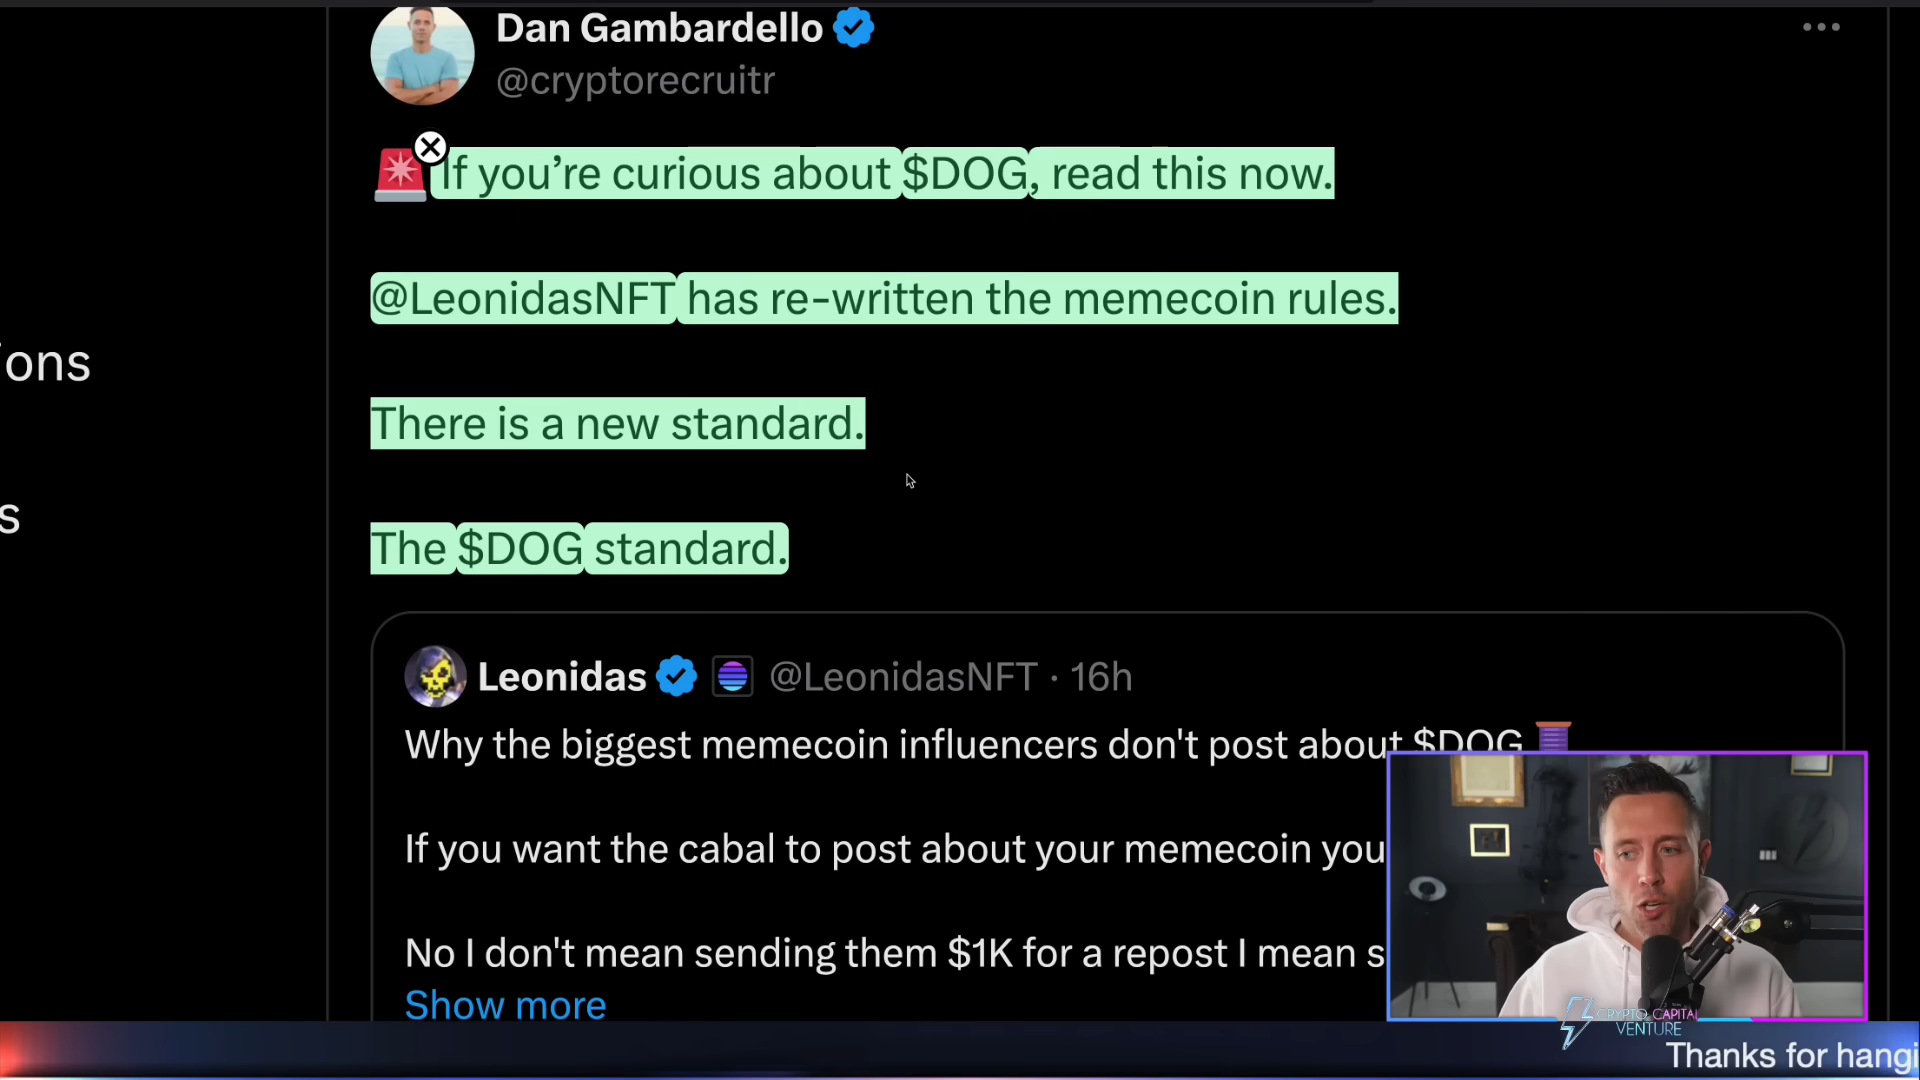 Dan Gambardello
@cryptorecruitr
If you're curious about $DOG, read this now.
@LeonidasNFT has re-written the memecoin rules.
There is a new standard.
The $DOG standard.
Leonidas @LeonidasNFT · 16h
Why the biggest memecoin influencers don't post about $DOG
If you want the cabal to post about your memecoin you
No I don't mean sending them $1K for a repost I mean s
Show more
ions
s
CRYPTO CAPITAL
VENTURE
Thanks for hangi